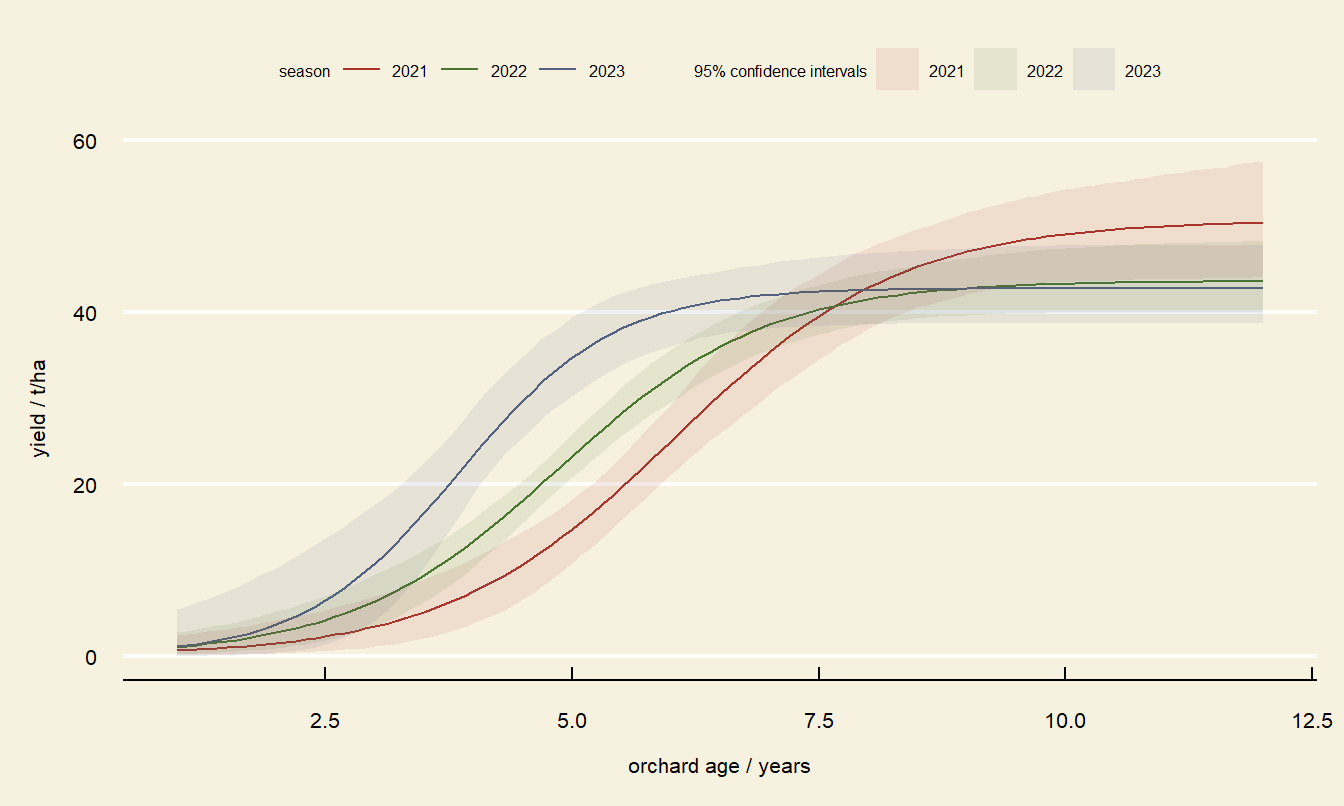 season 2021 2022 2023 95% confidence intervals 2021 2022 2023
60
40
20
0
yield / t/ha
2.5 5.0 7.5 10.0 12.5
orchard age / years